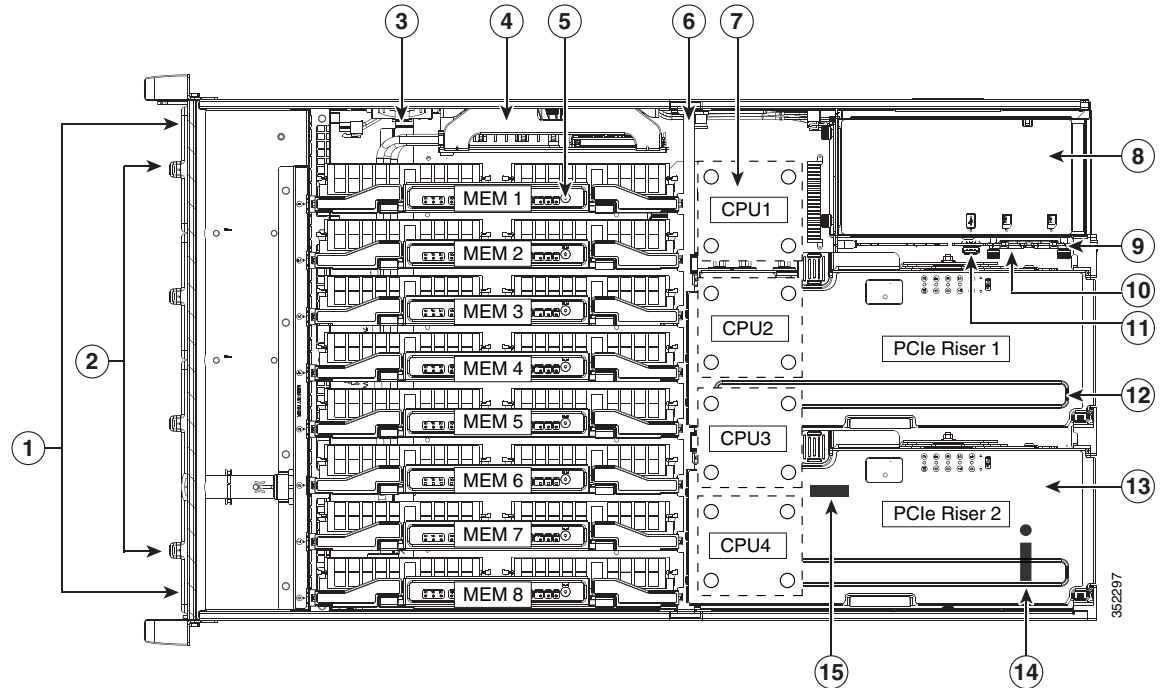 3
4
5
6
7
1
2
MEM 1
MEM 2
MEM 3
MEM 4
MEM 5
MEM 6
MEM 7
MEM 8
CPU1
CPU2
CPU3
CPU4
PCIe Riser 1
PCIe Riser 2
8
9
10
11
12
13
14
15
352297